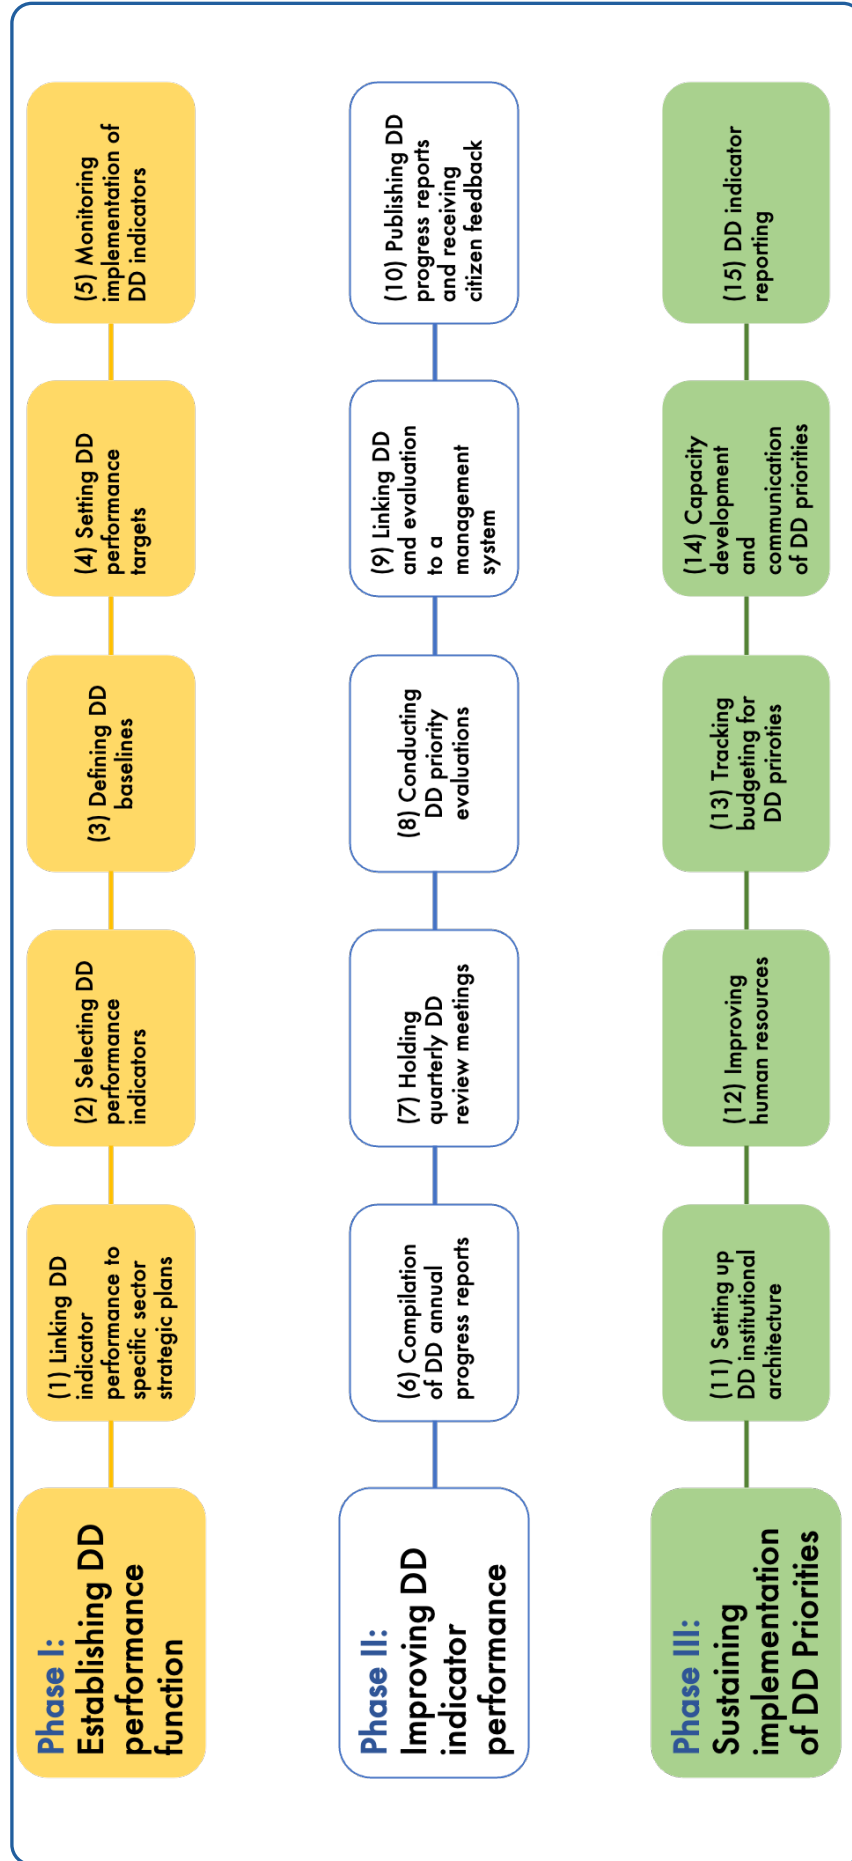 Phase I:
Establishing DD
performance
function
(1) Linking DD
indicator
performance to
specific sector
strategic plans
(2) Selecting DD
performance
indicators
(3) Defining DD
baselines
(4) Setting DD
performance
targets
(5) Monitoring
implementation of
DD indicators
Phase II:
Improving DD
indicator
performance
(6) Compilation
of DD annual
progress reports
(7) Holding
quarterly DD
review meetings
(8) Conducting
DD priority
evaluations
(9) Linking DD
and evaluation
to a
management
system
(10) Publishing DD
progress reports
and receiving
citizen feedback
Phase III:
Sustaining
implementation
of DD Priorities
(11) Setting up
DD institutional
architecture
(12) Improving
human resources
(13) Tracking
budgeting for
DD priroties
(14) Capacity
development
and
communication
of DD priorities
(15) DD indicator
reporting